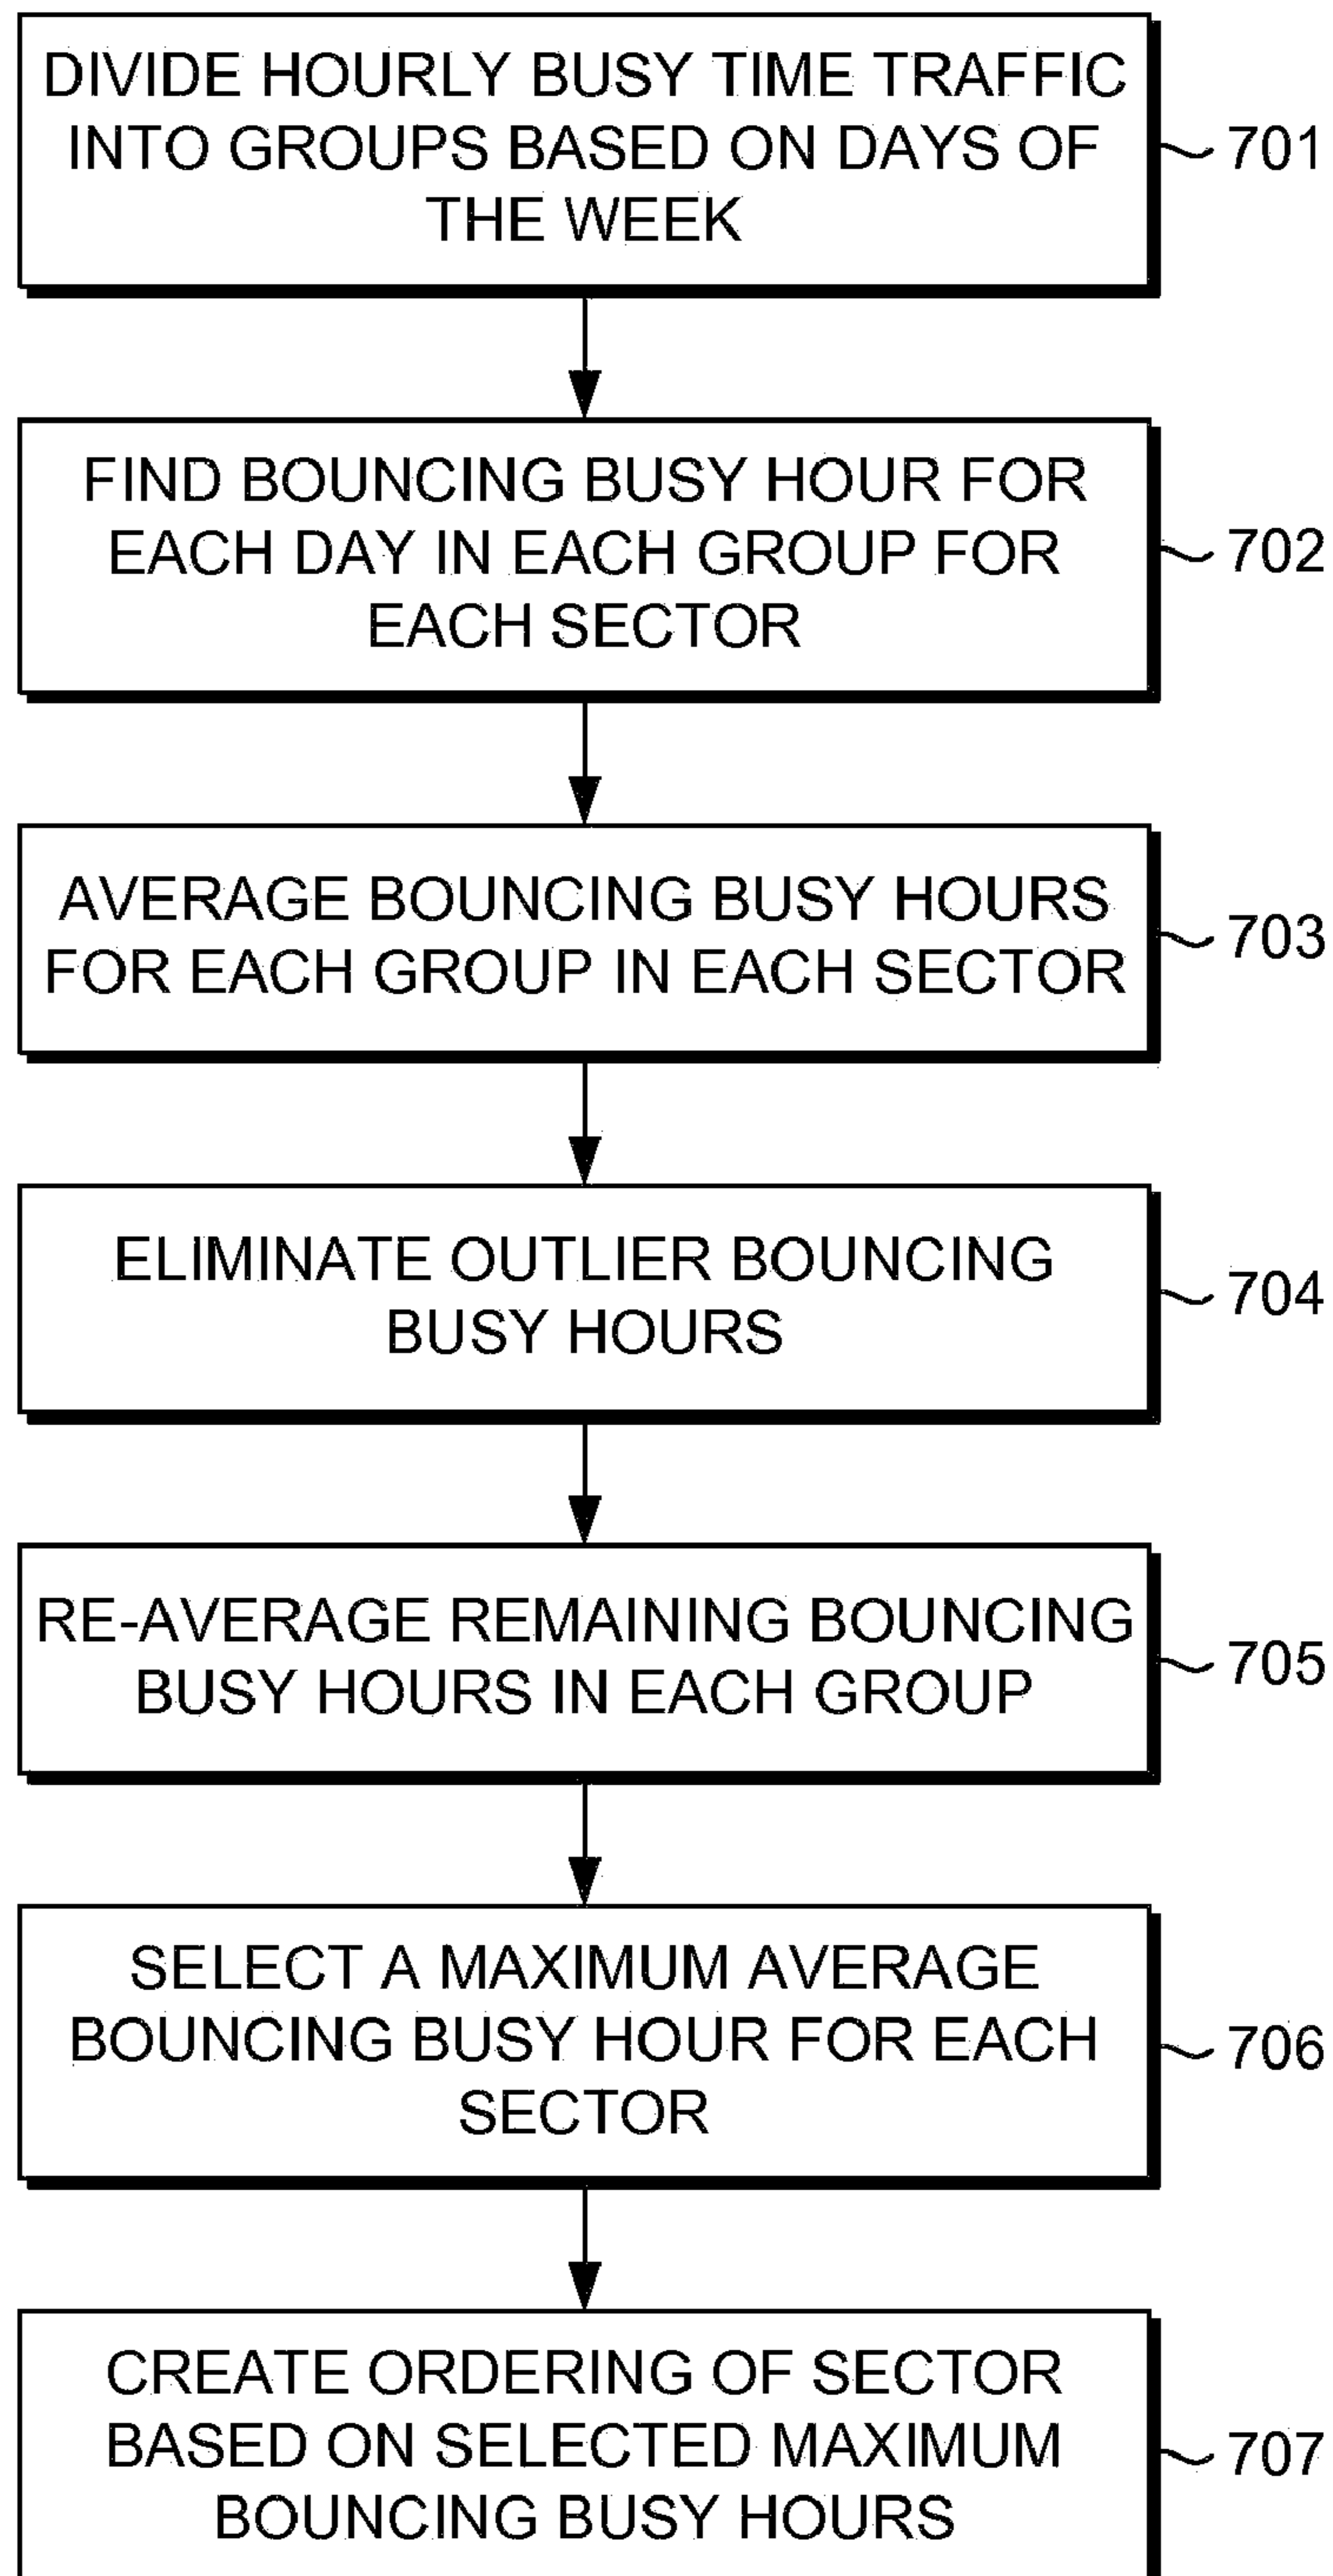 DIVIDE HOURLY BUSY TIME TRAFFIC
INTO GROUPS BASED ON DAYS OF
THE WEEK
701
FIND BOUNCING BUSY HOUR FOR
EACH DAY IN EACH GROUP FOR
EACH SECTOR
702
AVERAGE BOUNCING BUSY HOURS
FOR EACH GROUP IN EACH SECTOR
703
ELIMINATE OUTLIER BOUNCING
BUSY HOURS
704
RE-AVERAGE REMAINING BOUNCING
BUSY HOURS IN EACH GROUP
705
SELECT A MAXIMUM AVERAGE
BOUNCING BUSY HOUR FOR EACH
SECTOR
706
CREATE ORDERING OF SECTOR
BASED ON SELECTED MAXIMUM
BOUNCING BUSY HOURS
707